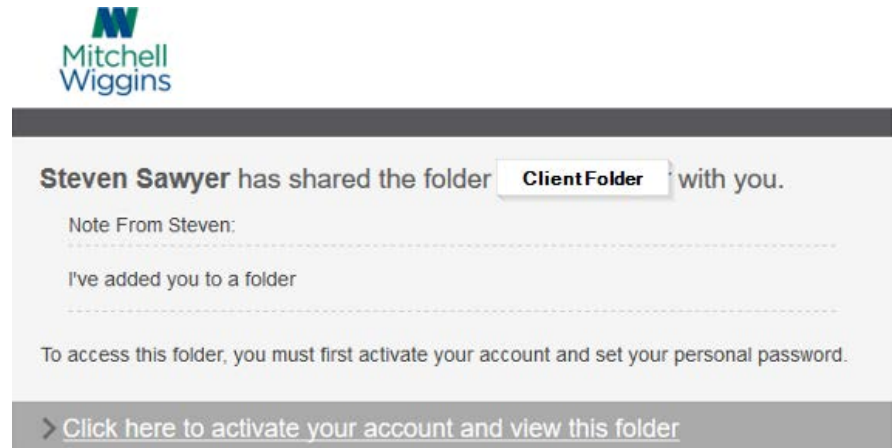 Mitchell
Wiggins
Steven Sawyer has shared the folder Client Folder with you.
Note From Steven:
I've added you to a folder
To access this folder, you must first activate your account and set your personal password.
Click here to activate your account and view this folder